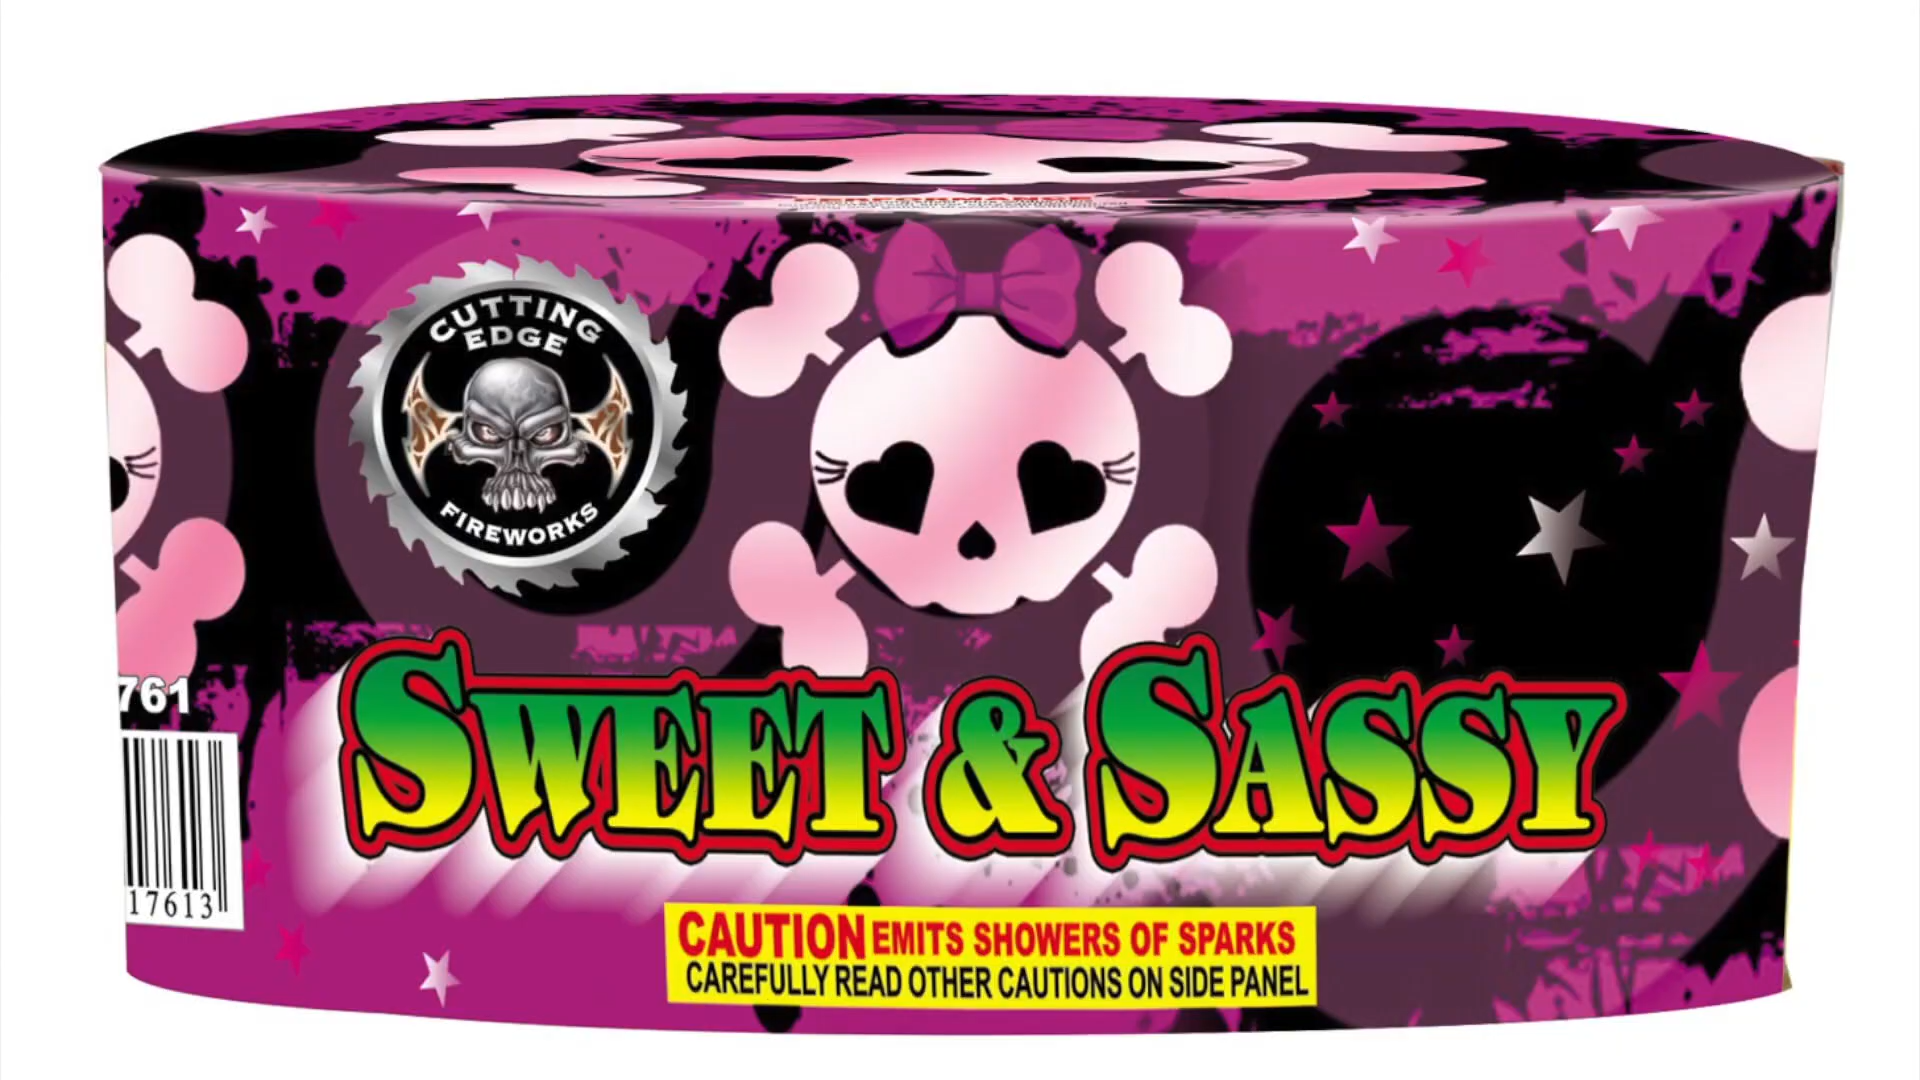 CUTTING
EDGE
FIREWORKS
761
17613
SWEET & SASSY
CAUTION EMITS SHOWERS OF SPARKS
CAREFULLY READ OTHER CAUTIONS ON SIDE PANEL